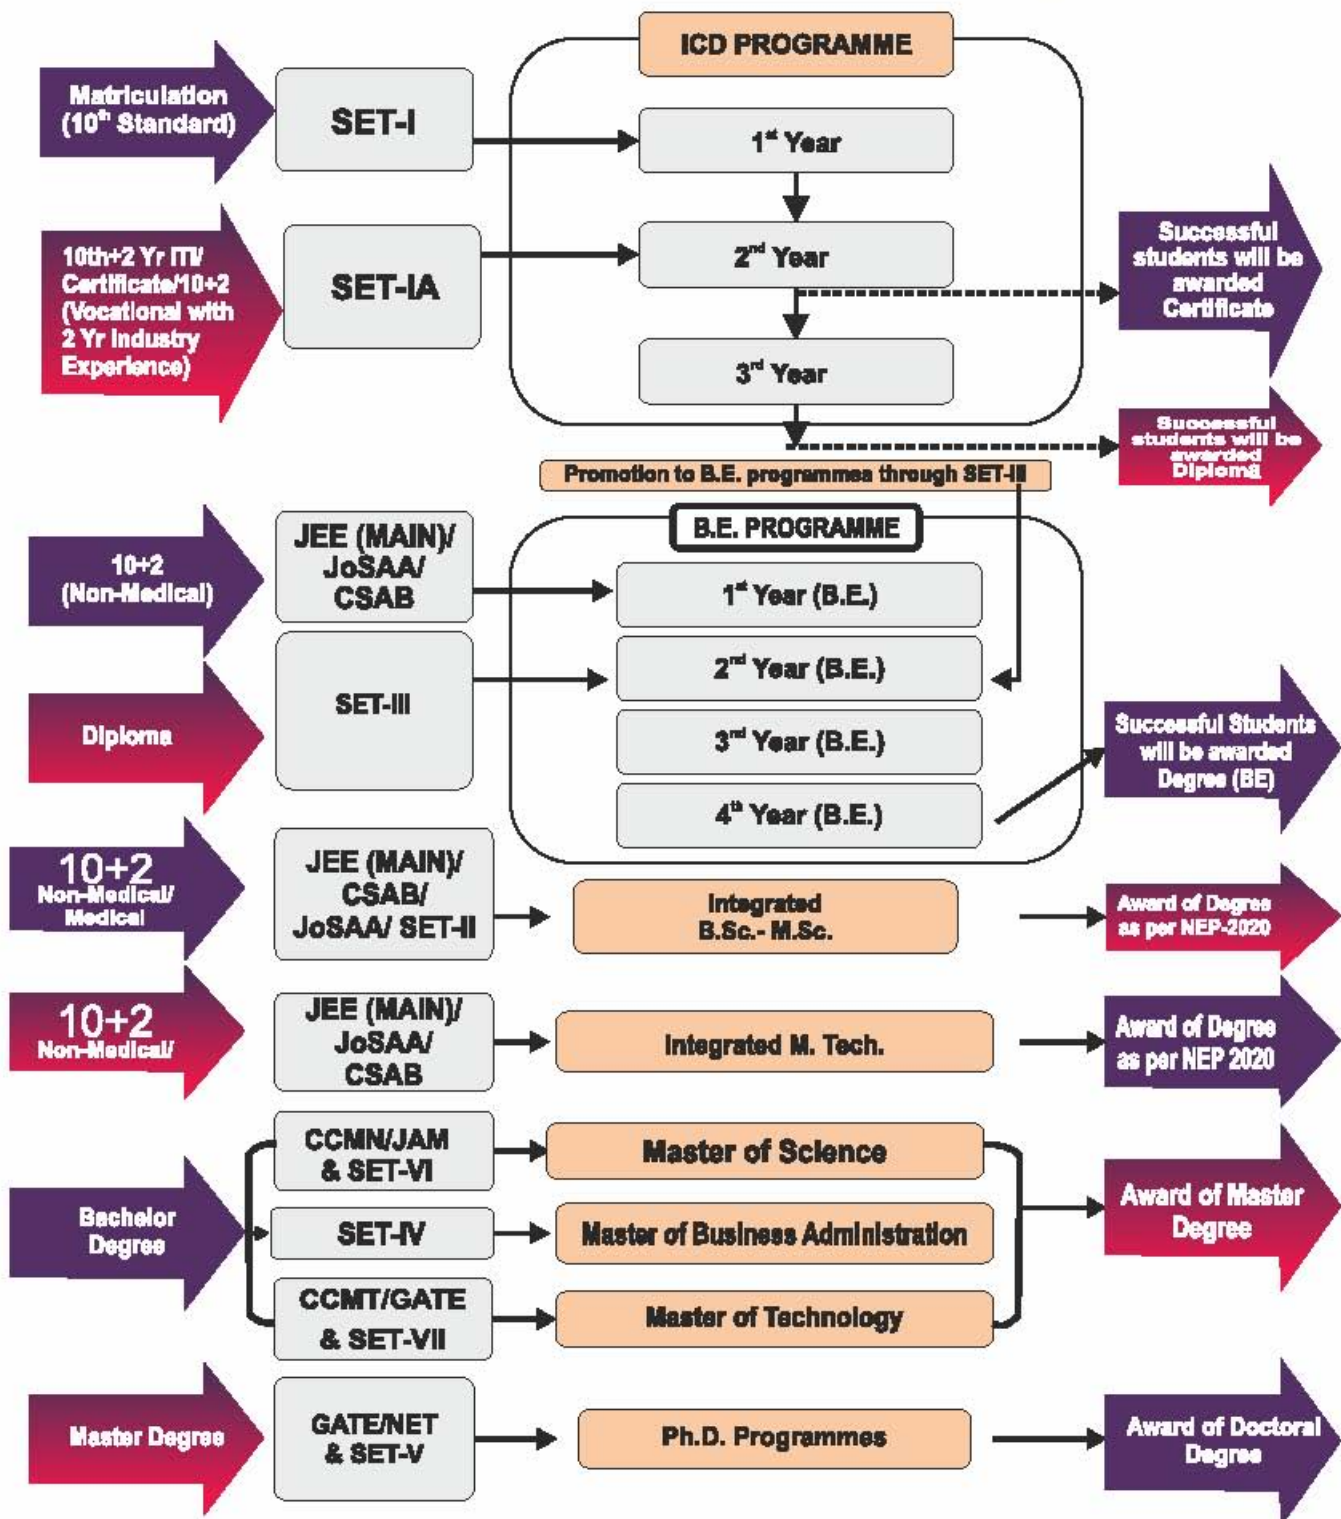 ICD PROGRAMME
Matriculation
(10th Standard)
SET-I
1st Year
10th+2 Yr ITI/
Certificate/10+2
(Vocational with
2 Yr Industry
Experience)
SET-IA
2nd Year
Successful
students will be
awarded
Certificate
3rd Year
Successful
students will be
awarded
Diploma
Promotion to B.E. programmes through SET-III
B.E. PROGRAMME
10+2
(Non-Medical)
JEE (MAIN)/
JoSAA/
CSAB
1st Year (B.E.)
Diploma
SET-III
2nd Year (B.E.)
3rd Year (B.E.)
4th Year (B.E.)
Successful Students
will be awarded
Degree (BE)
10+2
Non-Medical/
Medical
JEE (MAIN)/
CSAB/
JoSAA/ SET-II
Integrated
B.Sc.- M.Sc.
Award of Degree
as per NEP-2020
10+2
Non-Medical/
JEE (MAIN)/
JoSAA/
CSAB
Integrated M. Tech.
Award of Degree
as per NEP 2020
Bachelor
Degree
CCMN/JAM
& SET-VI
Master of Science
SET-IV
Master of Business Administration
CCMT/GATE
& SET-VII
Master of Technology
Award of Master
Degree
Master Degree
GATE/NET
& SET-V
Ph.D. Programmes
Award of Doctoral
Degree